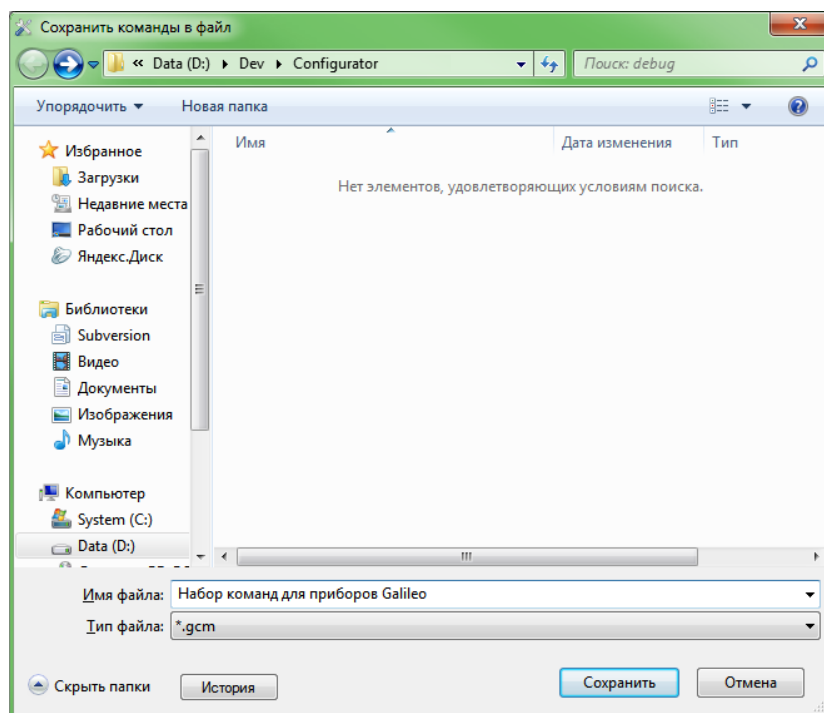 Сохранить команды в файл
« Data (D:) Dev Configurator
Поиск: debug
Упорядочить Новая папка
Имя Дата изменения Тип
Нет элементов, удовлетворяющих условиям поиска.
Избранное
Загрузки
Недавние места
Рабочий стол
Яндекс.Диск
Библиотеки
Subversion
Видео
Документы
Изображения
Музыка
Компьютер
System (C:)
Data (D:)
Имя файла: Набор команд для приборов Galileo
Тип файла: *.gcm
Скрыть папки История Сохранить Отмена